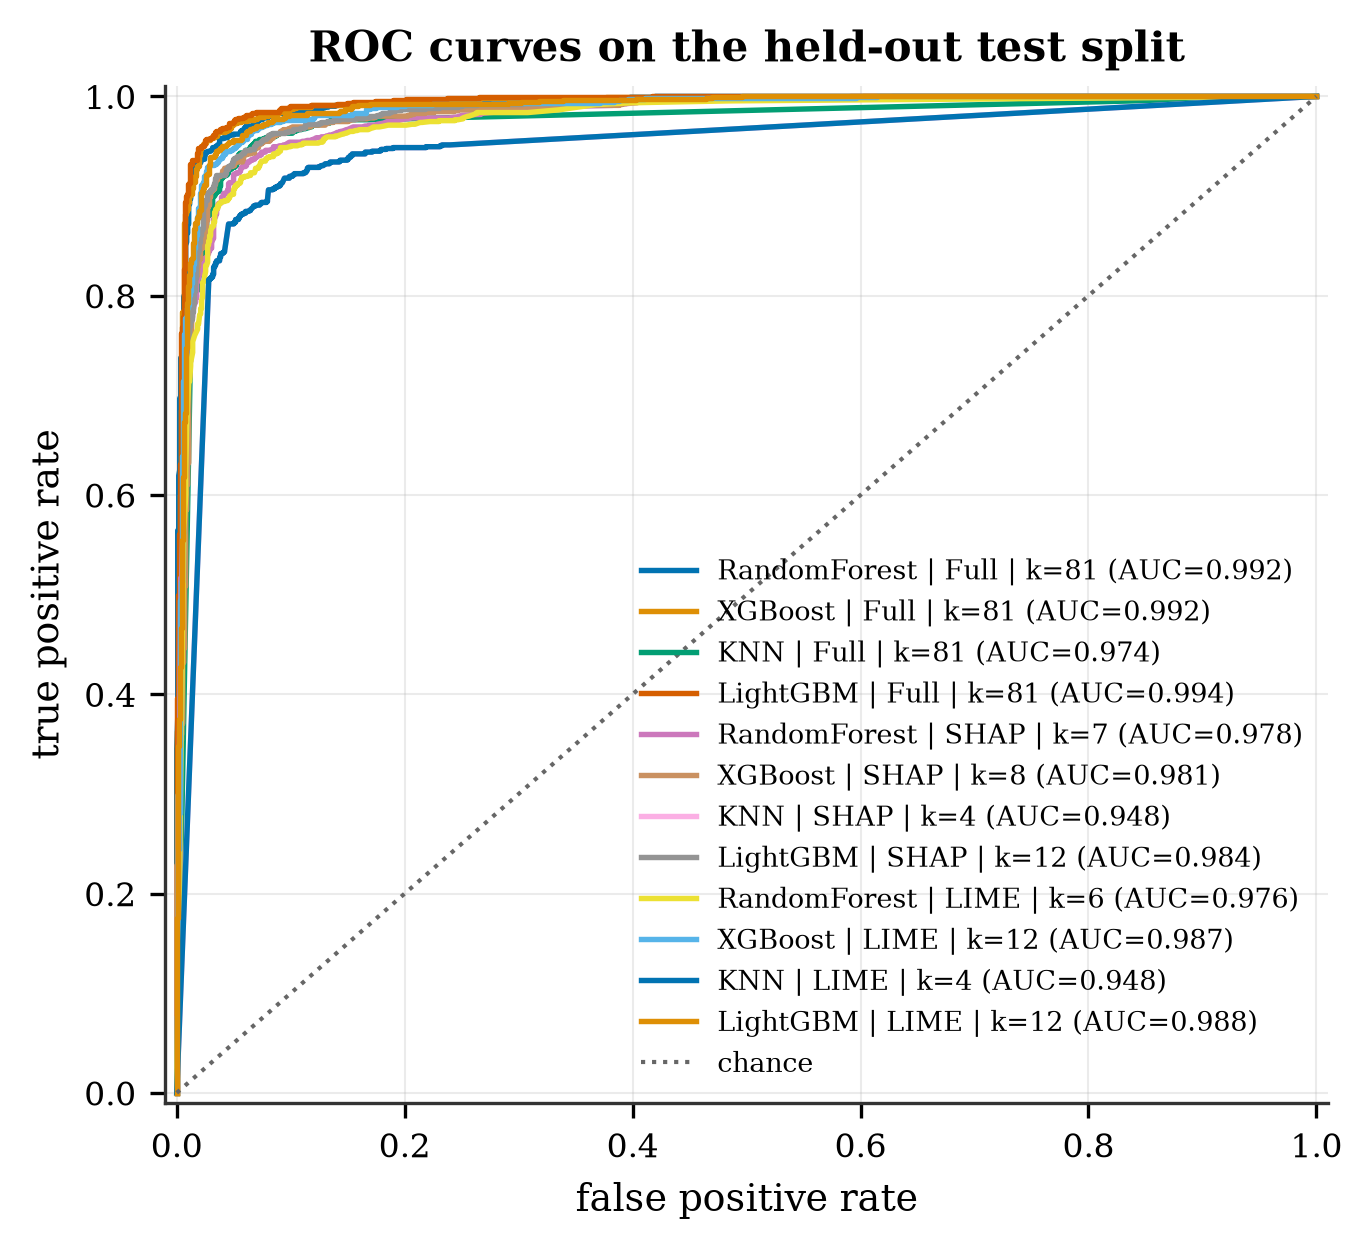 ROC curves on the held-out test split
1.0
0.8
0.6
0.4
0.2
0.0
true positive rate
RandomForest | Full | k=81 (AUC=0.992)
XGBoost | Full | k=81 (AUC=0.992)
KNN | Full | k=81 (AUC=0.974)
LightGBM | Full | k=81 (AUC=0.994)
RandomForest | SHAP | k=7 (AUC=0.978)
XGBoost | SHAP | k=8 (AUC=0.981)
KNN | SHAP | k=4 (AUC=0.948)
LightGBM | SHAP | k=12 (AUC=0.984)
RandomForest | LIME | k=6 (AUC=0.976)
XGBoost | LIME | k=12 (AUC=0.987)
KNN | LIME | k=4 (AUC=0.948)
LightGBM | LIME | k=12 (AUC=0.988)
chance
0.0 0.2 0.4 0.6 0.8 1.0
false positive rate